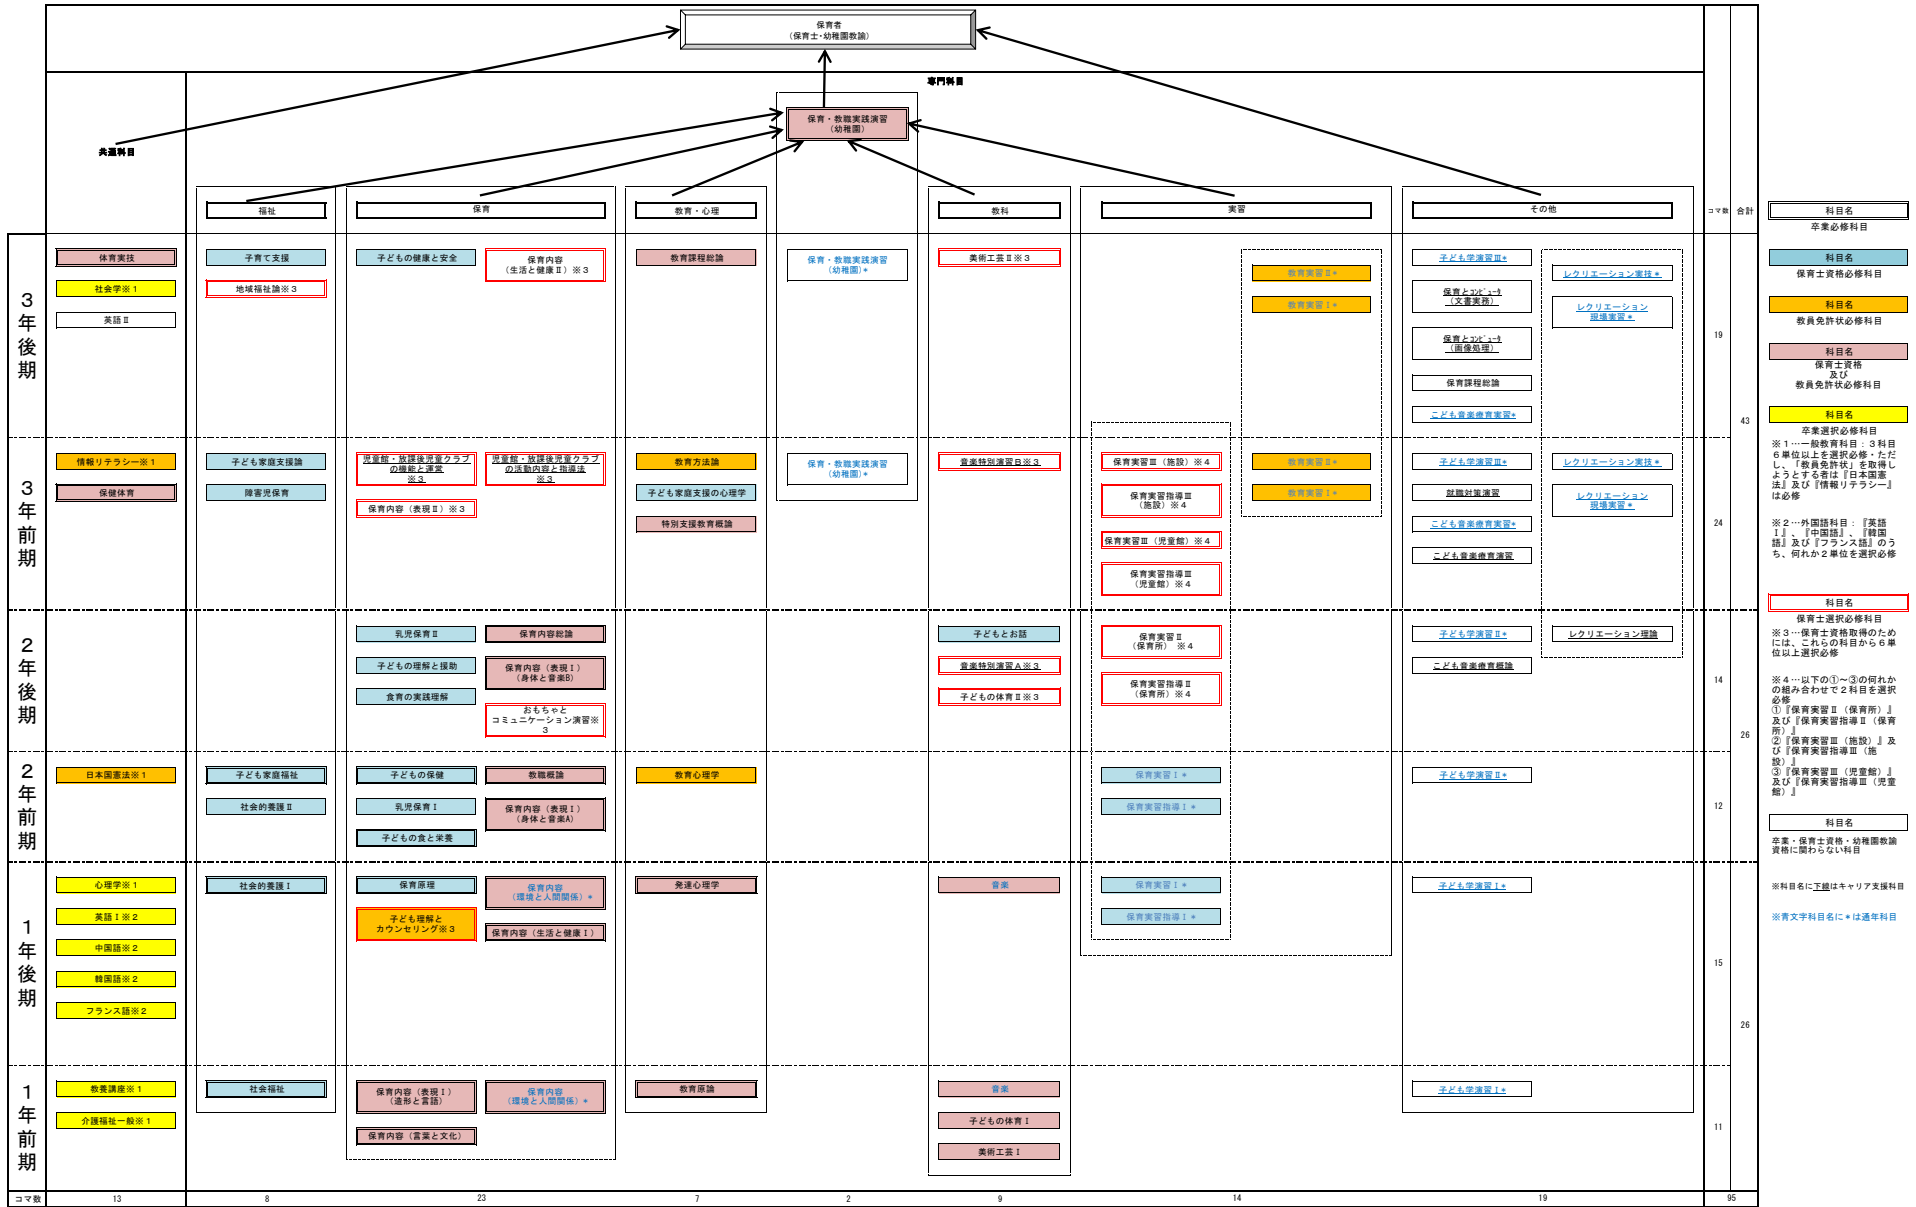 保育者
(保育士・幼稚園教諭)
専門科目
保育・教職実践演習
(幼稚園)
共通科目
福祉
保育
教育・心理
教科
実習
その他
コマ数
合計
3年後期
体育実技
社会学※1
英語Ⅱ
子育て支援
地域福祉論※3
子どもの健康と安全
保育内容
(生活と健康Ⅱ)※3
教育課程総論
保育・教職実践演習
(幼稚園)*
美術工芸Ⅱ※3
教育実習Ⅱ*
教育実習Ⅰ*
子ども学演習Ⅲ*
保育とコンピュータ
(文書実務)
保育とコンピュータ
(画像処理)
保育課程総論
こども音楽療育実習*
レクリエーション実技*
レクリエーション
現場実習*
19
43
3年前期
情報リテラシー※1
保健体育
子ども家庭支援論
障害児保育
児童館・放課後児童クラブ
の機能と運営
※3
保育内容(表現Ⅱ)※3
児童館・放課後児童クラブ
の活動内容と指導法
※3
教育方法論
子ども家庭支援の心理学
特別支援教育概論
保育・教職実践演習
(幼稚園)*
音楽特別演習B※3
保育実習Ⅲ(施設)※4
保育実習指導Ⅲ
(施設)※4
保育実習Ⅲ(児童館)※4
保育実習指導Ⅲ
(児童館)※4
教育実習Ⅱ*
教育実習Ⅰ*
子ども学演習Ⅲ*
就職対策演習
こども音楽療育実習*
こども音楽療育演習
レクリエーション実技*
レクリエーション
現場実習*
24
2年後期
乳児保育Ⅱ
子どもの理解と援助
食育の実践理解
保育内容総論
保育内容(表現Ⅰ)
(身体と音楽B)
おもちゃと
コミュニケーション演習※
3
子どもとお話
音楽特別演習A※3
子どもの体育Ⅱ※3
保育実習Ⅱ
(保育所) ※4
保育実習指導Ⅱ
(保育所)※4
子ども学演習Ⅱ*
こども音楽療育概論
レクリエーション理論
14
26
2年前期
日本国憲法※1
子ども家庭福祉
社会的養護Ⅱ
子どもの保健
乳児保育Ⅰ
子どもの食と栄養
教職概論
保育内容(表現Ⅰ)
(身体と音楽A)
教育心理学
保育実習Ⅰ*
保育実習指導Ⅰ*
子ども学演習Ⅱ*
12
1年後期
心理学※1
英語Ⅰ※2
中国語※2
韓国語※2
フランス語※2
社会的養護Ⅰ
保育原理
子ども理解と
カウンセリング※3
保育内容
(環境と人間関係)*
保育内容(生活と健康Ⅰ)
発達心理学
音楽
保育実習Ⅰ*
保育実習指導Ⅰ*
子ども学演習Ⅰ*
15
26
1年前期
教養講座※1
介護福祉一般※1
社会福祉
保育内容(表現Ⅰ)
(造形と言語)
保育内容(言葉と文化)
保育内容
(環境と人間関係)*
教育原論
音楽
子どもの体育Ⅰ
美術工芸Ⅰ
子ども学演習Ⅰ*
11
コマ数
13
8
23
7
2
9
14
19
95
科目名
卒業必修科目
科目名
保育士資格必修科目
科目名
教員免許状必修科目
科目名
保育士資格
及び
教員免許状必修科目
科目名
卒業選択必修科目
※1…一般教育科目:3科目
6単位以上を選択必修・ただ
し、「教員免許状」を取得し
ようとする者は『日本国憲
法』及び『情報リテラシー』
は必修
※2…外国語科目:『英語
Ⅰ』、『中国語』、『韓国
語』及び『フランス語』のう
ち、何れか2単位を選択必修
科目名
保育士選択必修科目
※3…保育士資格取得のため
には、これらの科目から6単
位以上選択必修
※4…以下の①～③の何れか
の組み合わせで2科目を選択
必修
①『保育実習Ⅱ(保育所)』
及び『保育実習指導Ⅱ(保育
所)』
②『保育実習Ⅲ(施設)』及
び『保育実習指導Ⅲ(施
設)』
③『保育実習Ⅲ(児童館)』
及び『保育実習指導Ⅲ(児童
館)』
科目名
卒業・保育士資格・幼稚園教諭
資格に関わらない科目
※科目名に下線はキャリア支援科目
※青文字科目名に*は通年科目